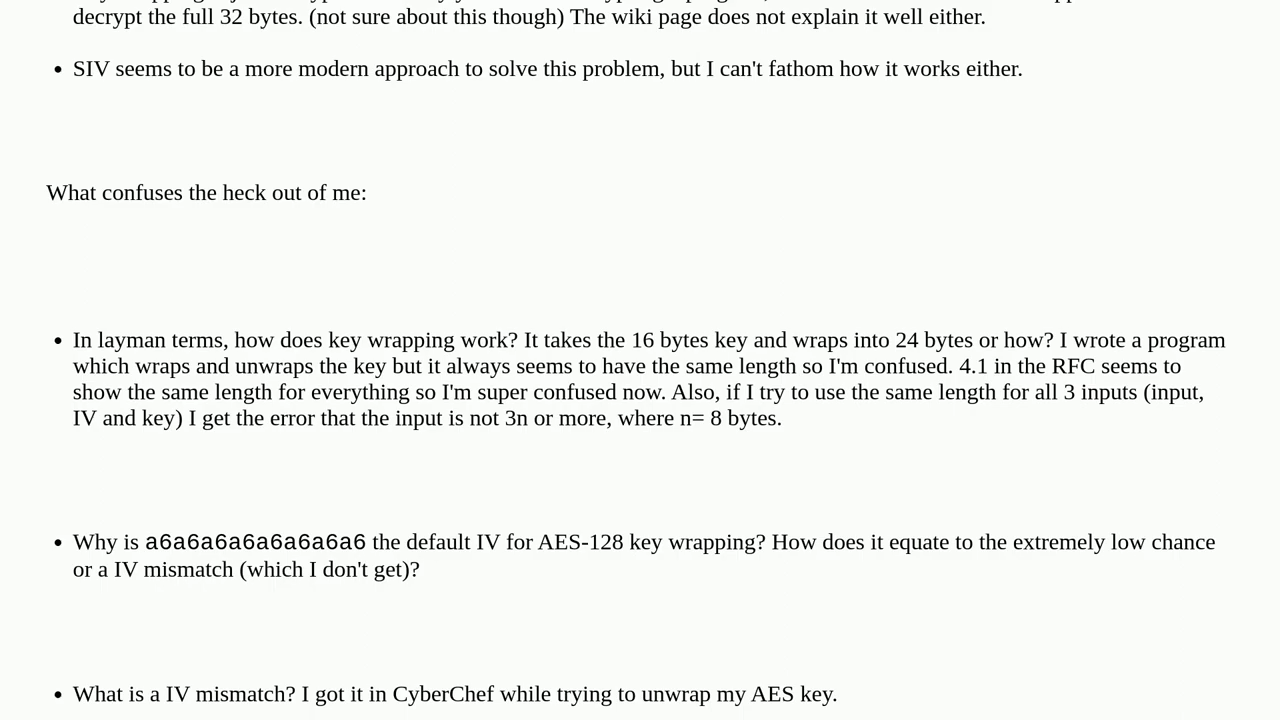 decrypt the full 32 bytes. (not sure about this though) The wiki page does not explain it well either.
• SIV seems to be a more modern approach to solve this problem, but I can't fathom how it works either.
What confuses the heck out of me:
• In layman terms, how does key wrapping work? It takes the 16 bytes key and wraps into 24 bytes or how? I wrote a program
which wraps and unwraps the key but it always seems to have the same length so I'm confused. 4.1 in the RFC seems to
show the same length for everything so I'm super confused now. Also, if I try to use the same length for all 3 inputs (input,
IV and key) I get the error that the input is not 3n or more, where n= 8 bytes.
• Why is a6a6a6a6a6a6a6a6 the default IV for AES-128 key wrapping? How does it equate to the extremely low chance
or a IV mismatch (which I don't get)?
• What is a IV mismatch? I got it in CyberChef while trying to unwrap my AES key.